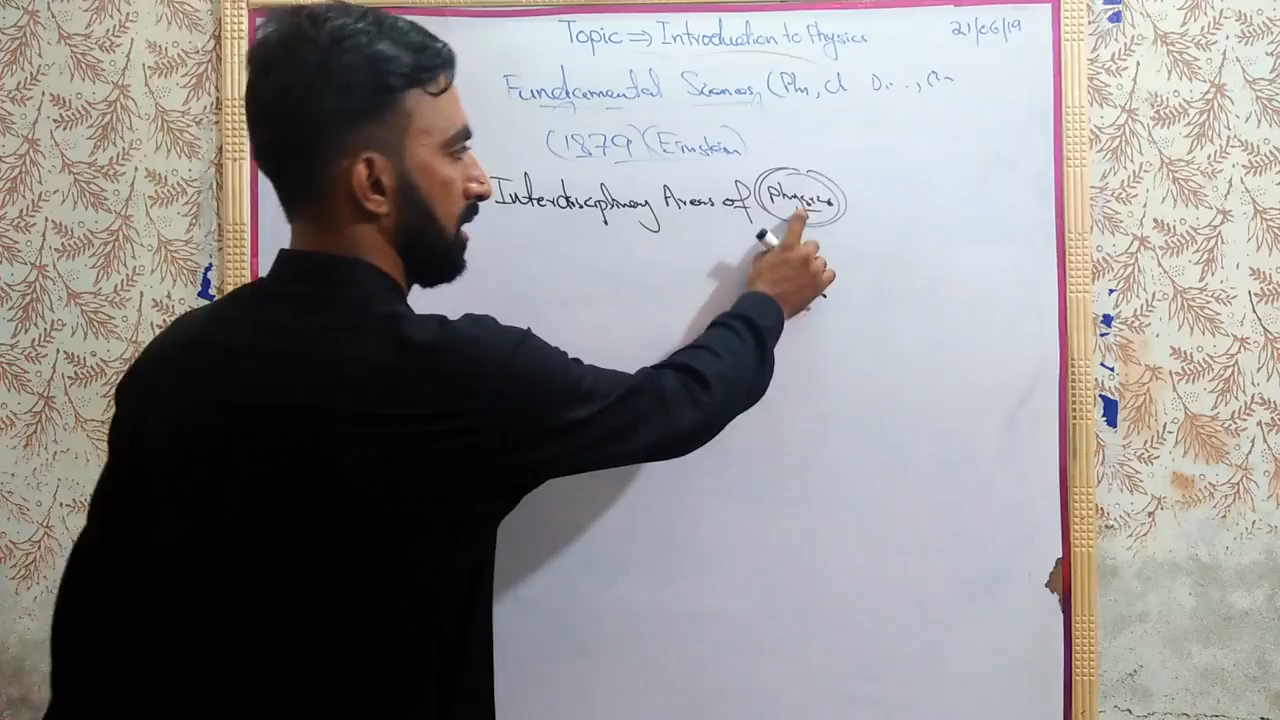 Topic ⇒ Introduction to Physics 21/06/19
Fundamental Sciences, (Ph, ch
(1879) (Einstein)
Interdisciplinary Areas of Physics